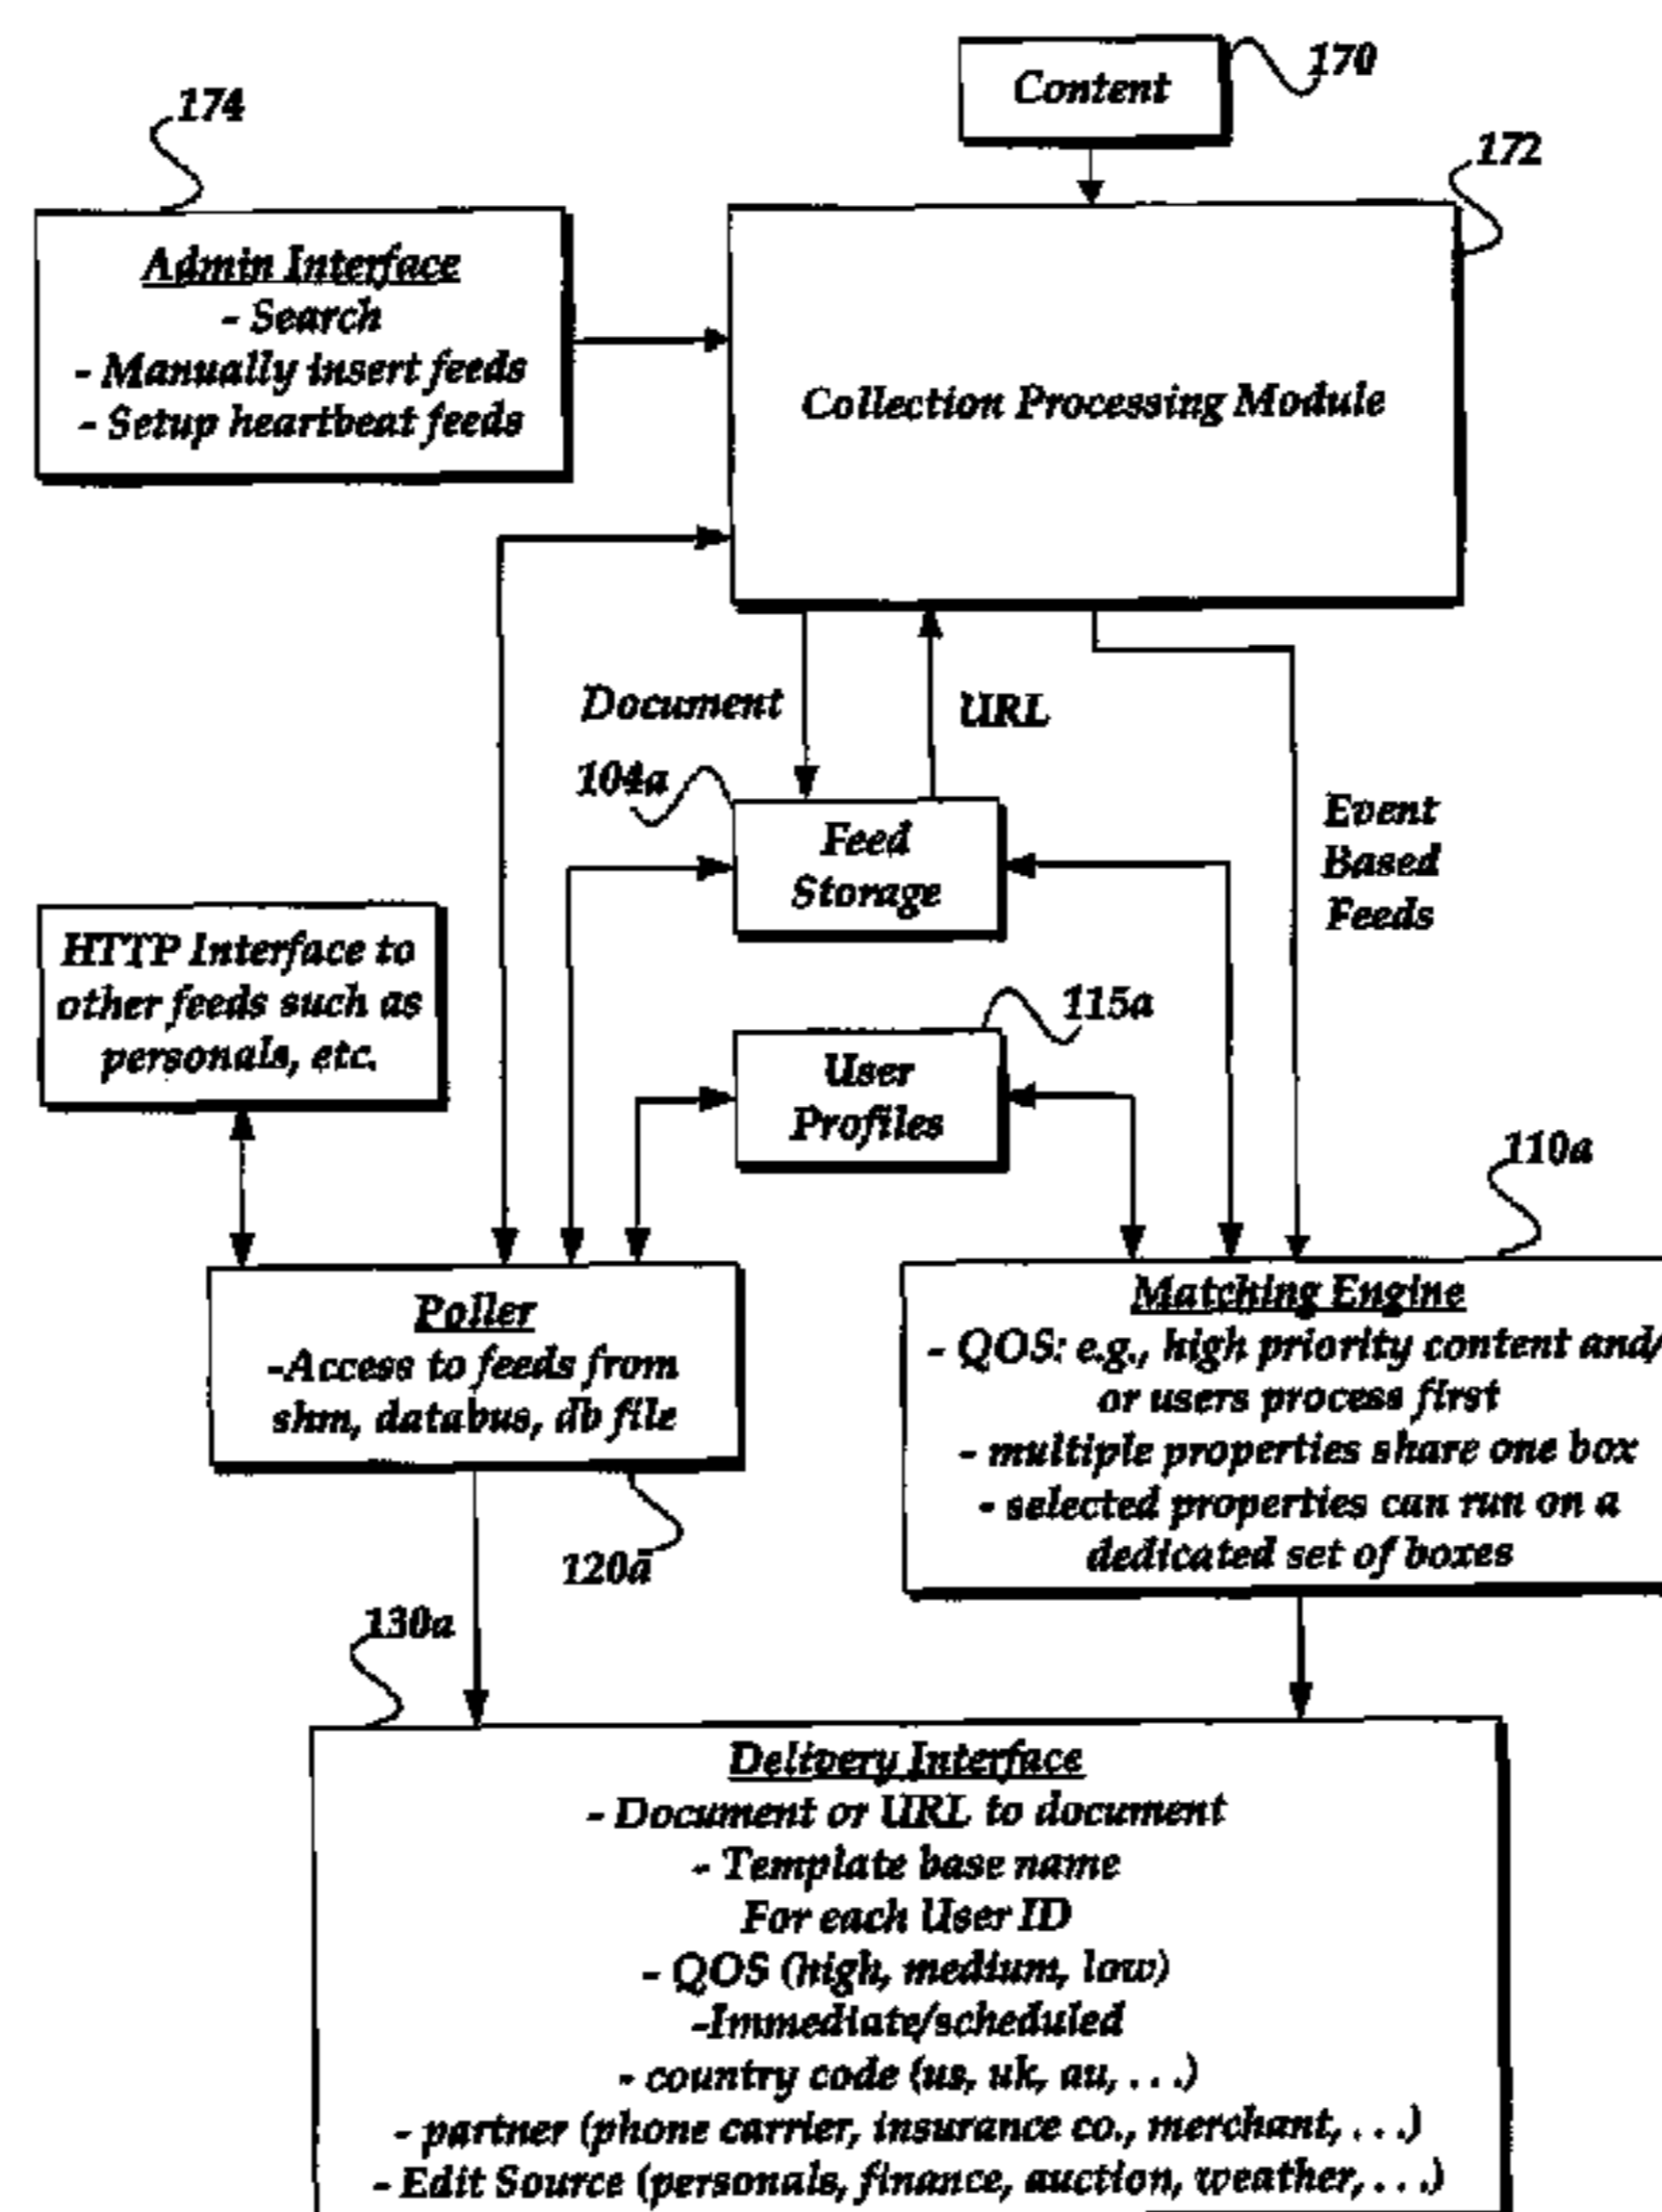 170
Content
174
172
Admin Interface
- Search
- Manually insert feeds
- Setup heartbeat feeds
Collection Processing Module
Document
URL
104a
Feed
Storage
Event
Based
Feeds
HTTP Interface to
other feeds such as
personals, etc.
115a
User
Profiles
110a
Poller
-Access to feeds from
shm, databus, db file
Matching Engine
- QOS: e.g., high priority content and/
or users process first
- multiple properties share one box
- selected properties can run on a
dedicated set of boxes
120a
130a
Delivery Interface
- Document or URL to document
- Template base name
For each User ID
- QOS (high, medium, low)
-Immediate/scheduled
- country code (us, uk, au, . . .)
- partner (phone carrier, insurance co., merchant, . . .)
- Edit Source (personals, finance, auction, weather, . . .)